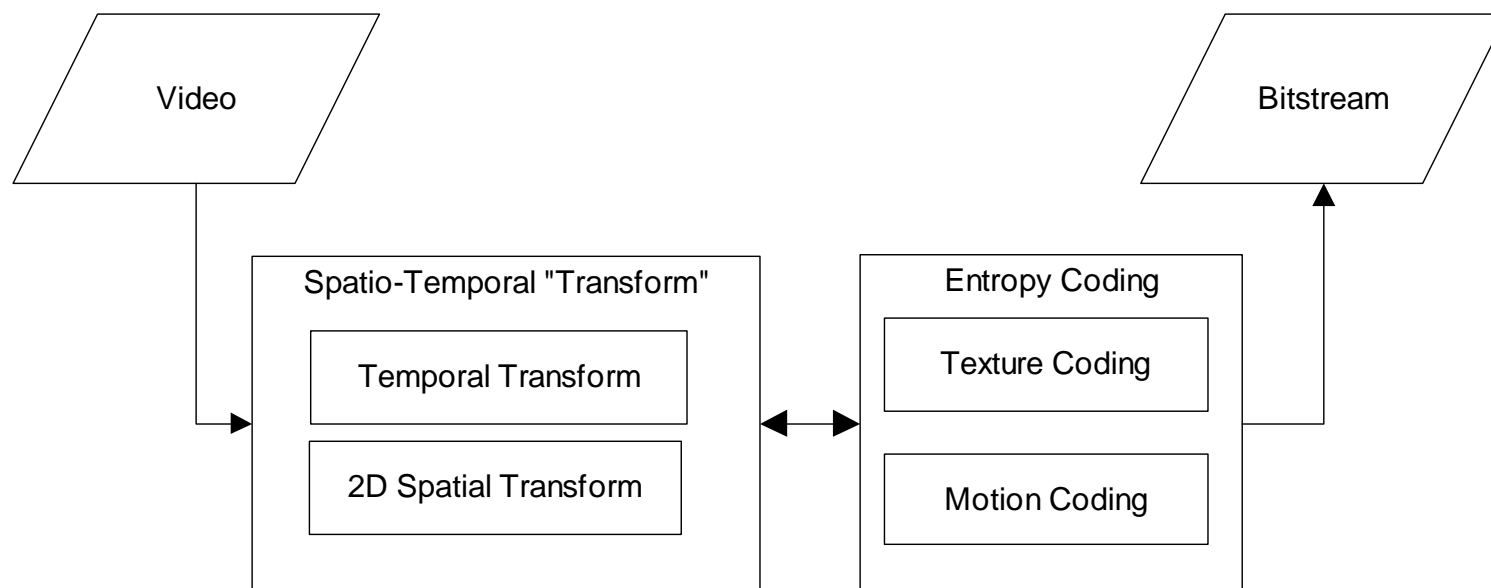 Video
Bitstream
Spatio-Temporal "Transform"
Temporal Transform
2D Spatial Transform
Entropy Coding
Texture Coding
Motion Coding